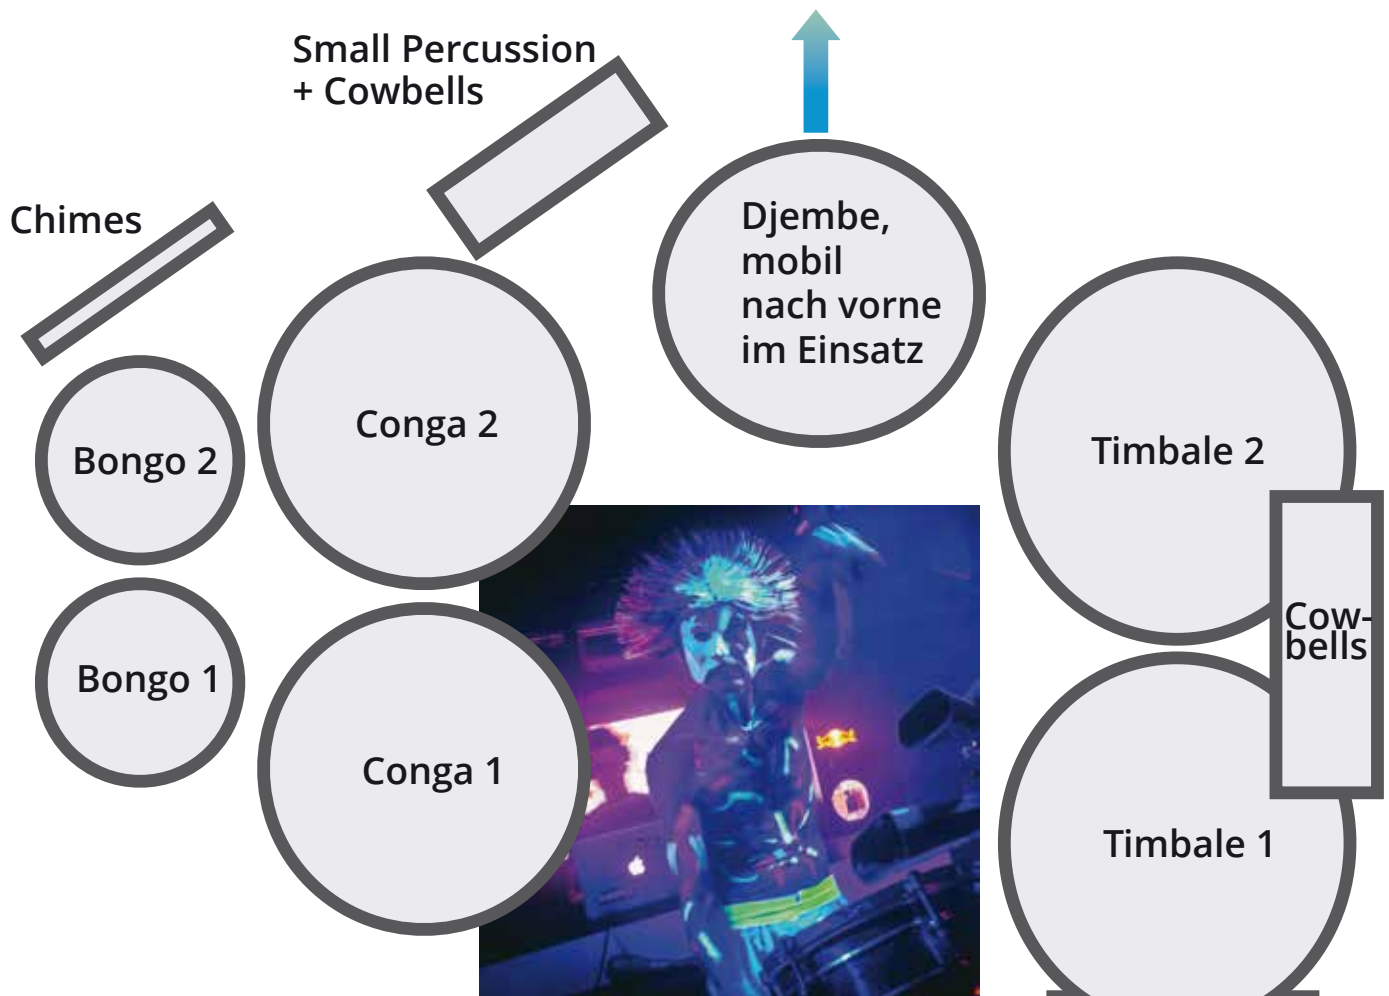 Small Percussion
+ Cowbells
Chimes
Djembe,
mobil
nach vorne
im Einsatz
Conga 2
Timbale 2
Bongo 2
Cow-
bells
Bongo 1
Conga 1
Timbale 1